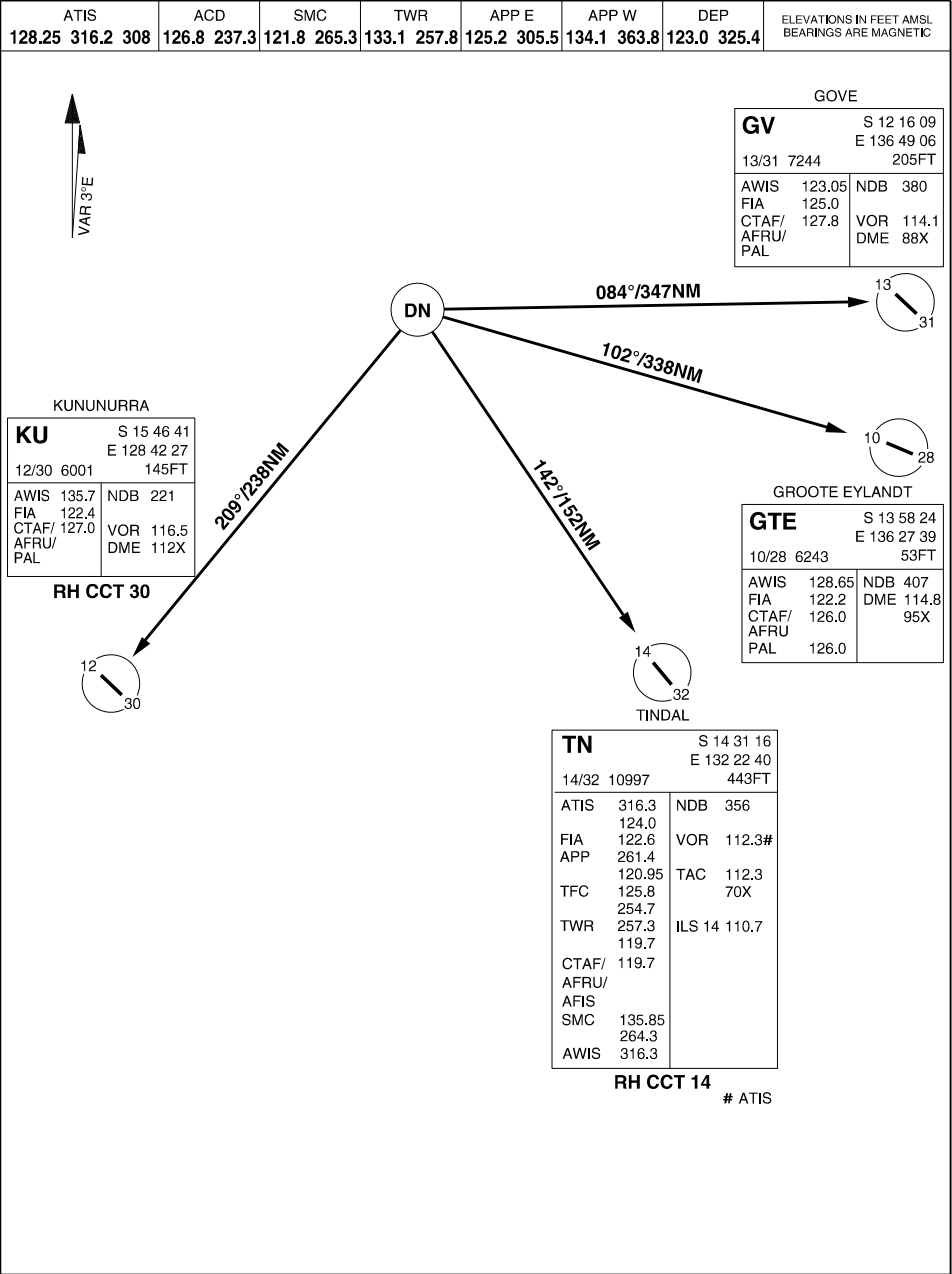 ATIS ACD SMC TWR APP E APP W DEP ELEVATIONS IN FEET AMSL
128.25 316.2 308 126.8 237.3 121.8 265.3 133.1 257.8 125.2 305.5 134.1 363.8 123.0 325.4 BEARINGS ARE MAGNETIC
VAR 3°E
GOVE
GV S 12 16 09
E 136 49 06
13/31 7244 205FT
AWIS 123.05 NDB 380
FIA 125.0
CTAF/ 127.8 VOR 114.1
AFRU/ DME 88X
PAL
13
31
084°/347NM
DN
102°/338NM
10
28
GROOTE EYLANDT
GTE S 13 58 24
E 136 27 39
10/28 6243 53FT
AWIS 128.65 NDB 407
FIA 122.2 DME 114.8
CTAF/ 126.0 95X
AFRU
PAL 126.0
KUNUNURRA
KU S 15 46 41
E 128 42 27
12/30 6001 145FT
AWIS 135.7 NDB 221
FIA 122.4
CTAF/ 127.0 VOR 116.5
AFRU/ DME 112X
PAL
RH CCT 30
209°/238NM
12
30
142°/152NM
14
32
TINDAL
TN S 14 31 16
E 132 22 40
14/32 10997 443FT
ATIS 316.3 NDB 356
124.0
FIA 122.6 VOR 112.3#
APP 261.4
120.95 TAC 112.3
TFC 125.8 70X
254.7
TWR 257.3 ILS 14 110.7
119.7
CTAF/ 119.7
AFRU/
AFIS
SMC 135.85
264.3
AWIS 316.3
RH CCT 14
# ATIS